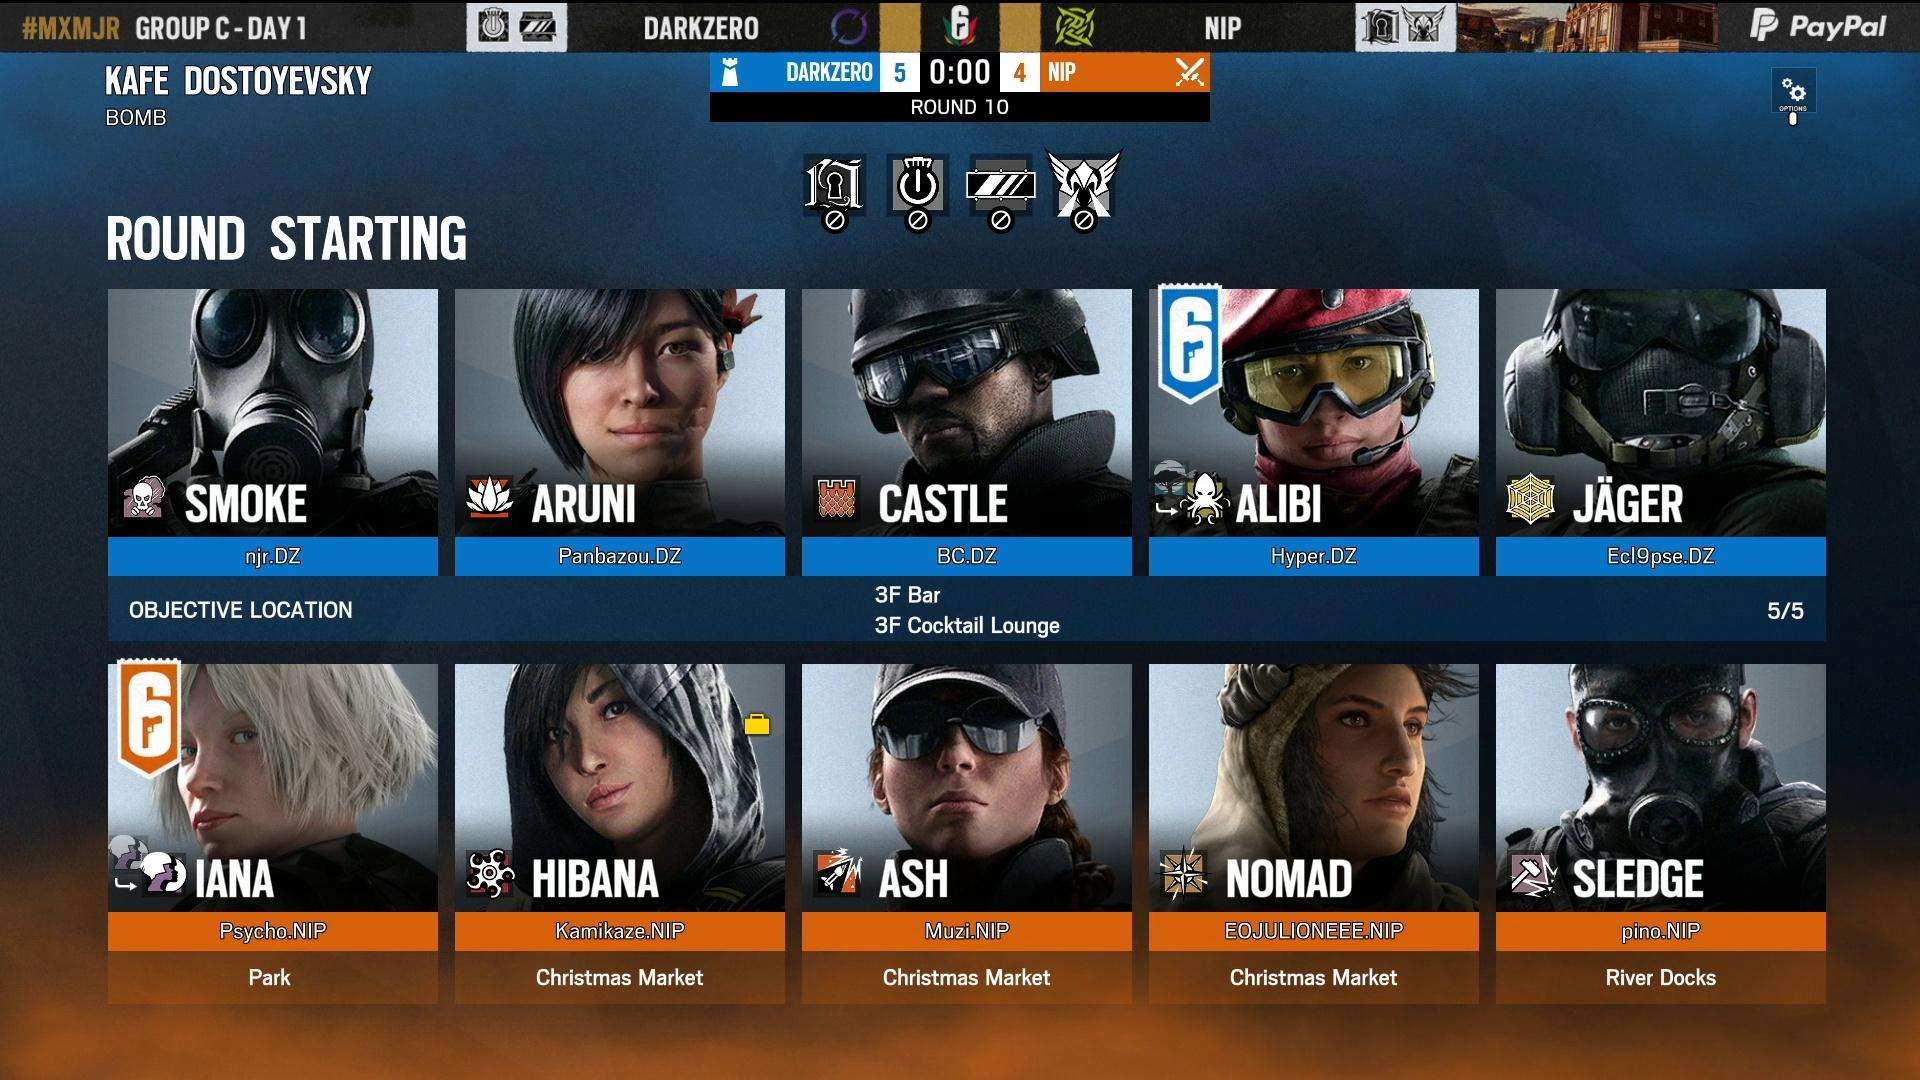 #MXMJR GROUP C - DAY 1
DARKZERO
NIP
PayPal
KAFE DOSTOYEVSKY
BOMB
DARKZERO 5 0:00 4 NIP
ROUND 10
OPTIONS
ROUND STARTING
SMOKE
ARUNI
CASTLE
ALIBI
JÄGER
njr.DZ
Panbazou.DZ
BC.DZ
Hyper.DZ
Ecl9pse.DZ
OBJECTIVE LOCATION
3F Bar
3F Cocktail Lounge
5/5
IANA
HIBANA
ASH
NOMAD
SLEDGE
Psycho.NIP
Kamikaze.NIP
Muzi.NIP
EOJULIONEEE.NIP
pino.NIP
Park
Christmas Market
Christmas Market
Christmas Market
River Docks